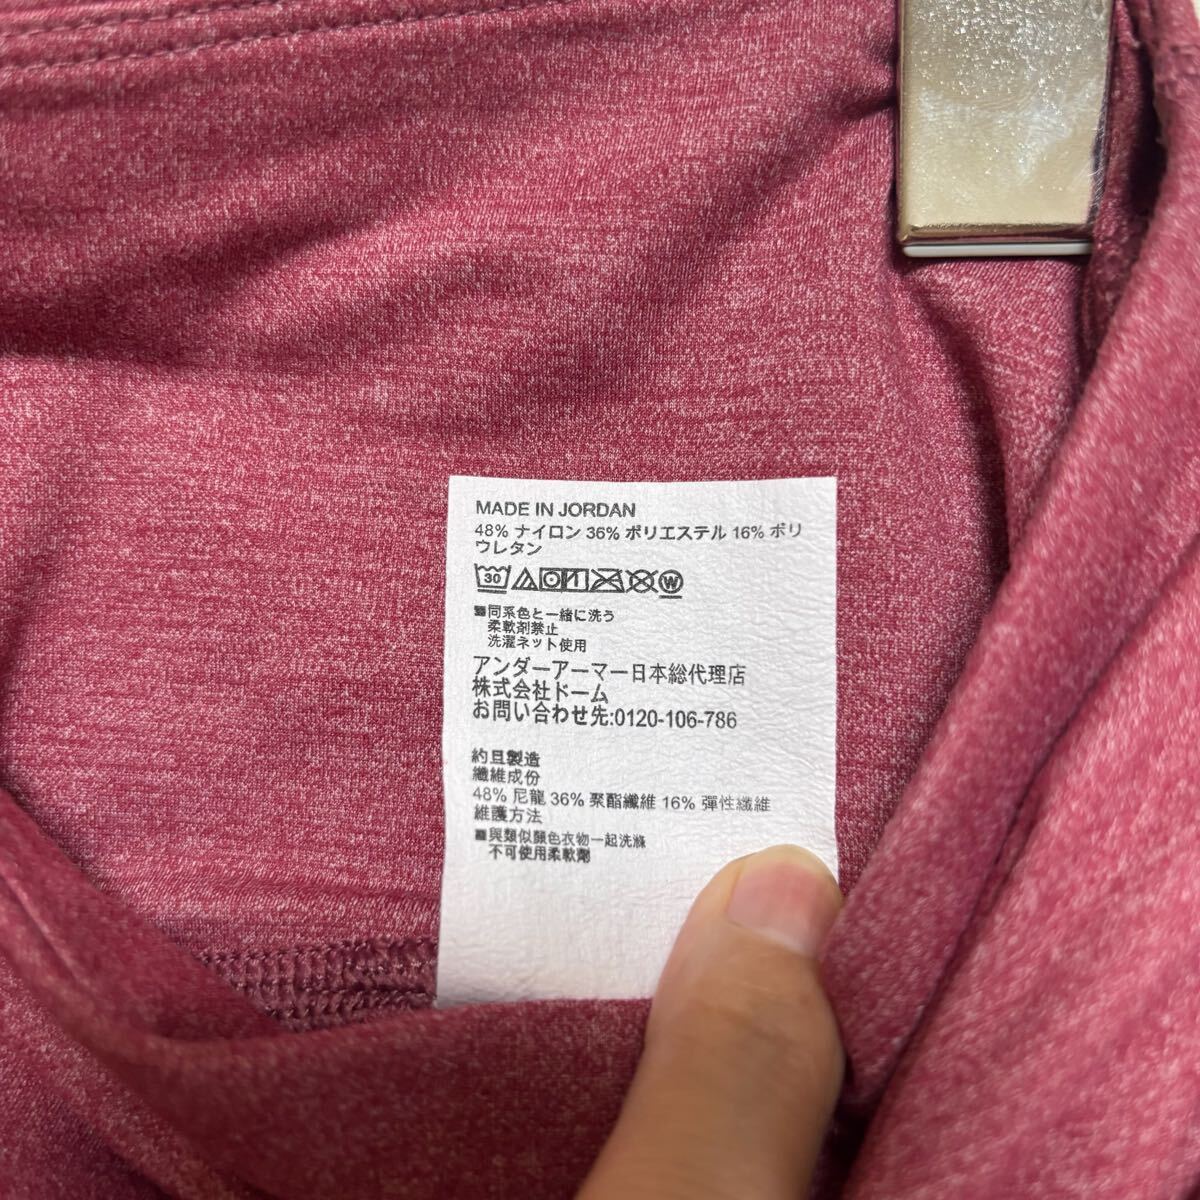 MADE IN JORDAN
48% ナイロン 36% ポリエステル 16% ポリ
ウレタン
30 W
■同系色と一緒に洗う
柔軟剤禁止
洗濯ネット使用
アンダーアーマー日本総代理店
株式会社ドーム
お問い合わせ先:0120-106-786
約旦製造
纖維成份
48% 尼龍 36% 聚酯纖維 16% 彈性纖維
維護方法
■與類似顏色衣物一起洗滌
不可使用柔軟劑